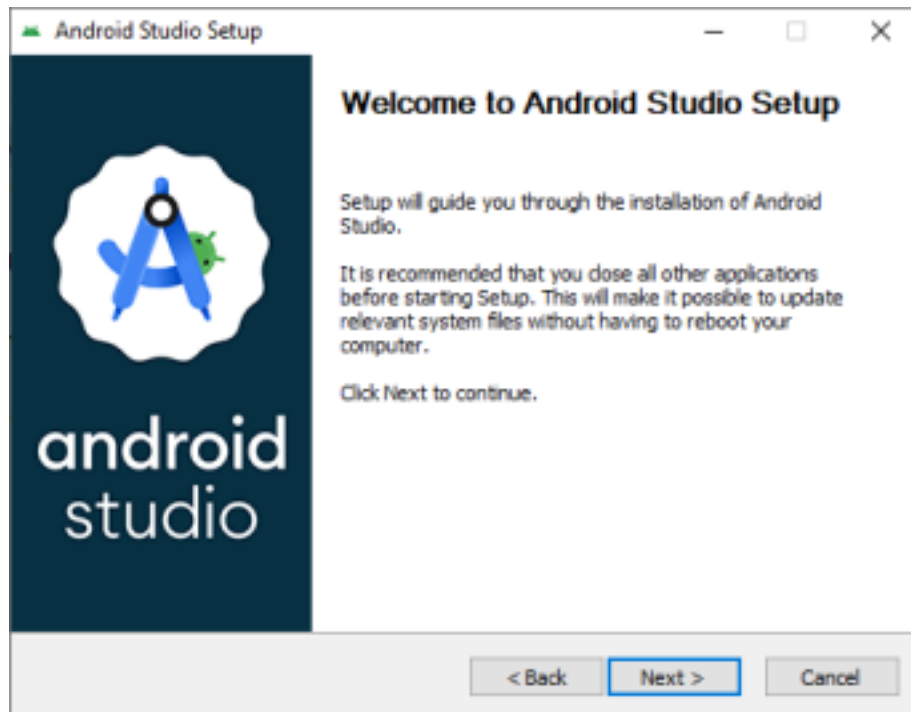 Android Studio Setup
Welcome to Android Studio Setup
Setup will guide you through the installation of Android
Studio.
It is recommended that you close all other applications
before starting Setup. This will make it possible to update
relevant system files without having to reboot your
computer.
Click Next to continue.
android
studio
< Back
Next >
Cancel